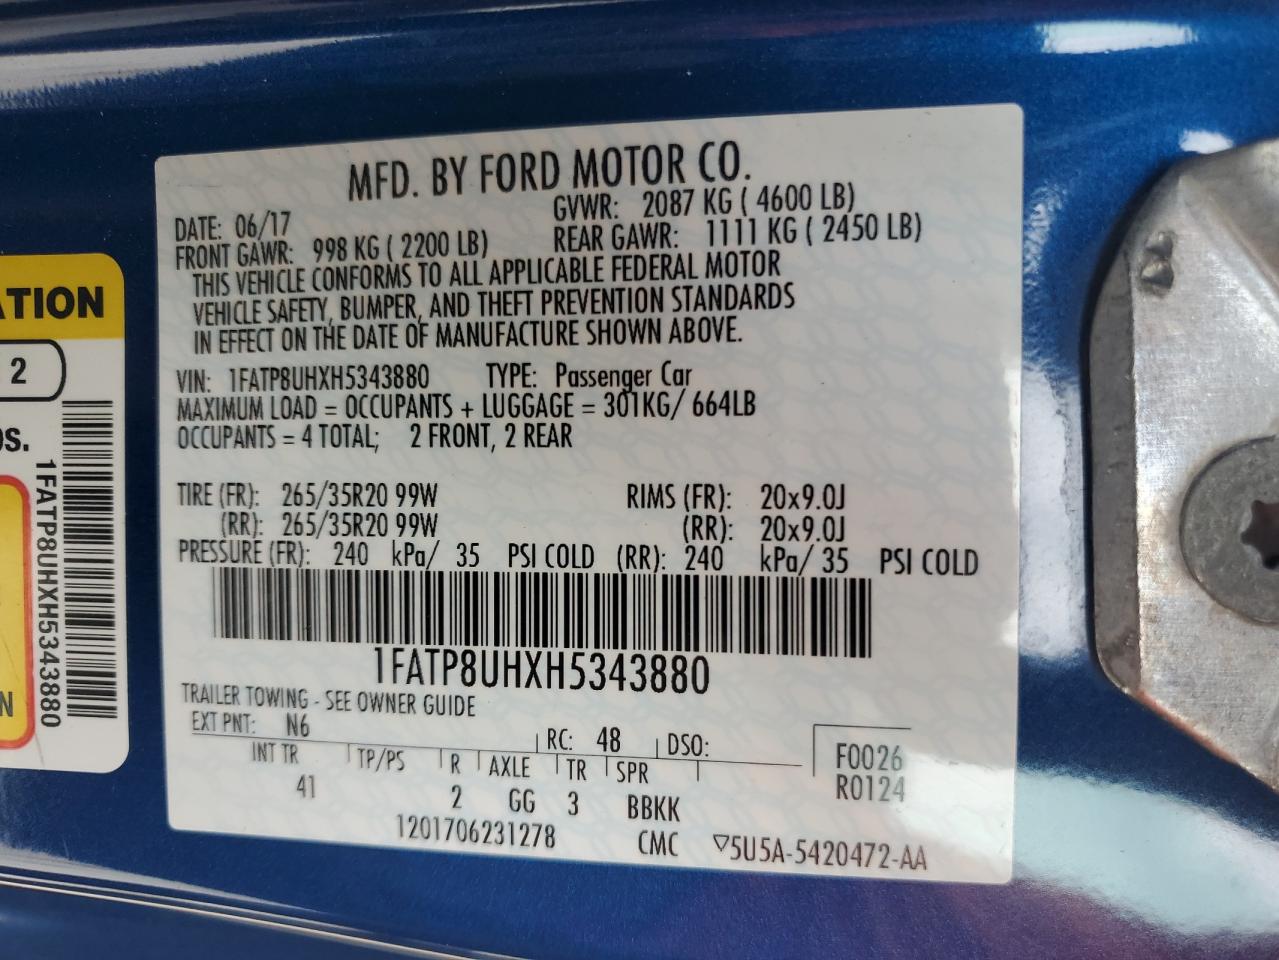 MFD. BY FORD MOTOR CO.
DATE: 06/17 GVWR: 2087 KG ( 4600 LB)
FRONT GAWR: 998 KG ( 2200 LB) REAR GAWR: 1111 KG ( 2450 LB)
THIS VEHICLE CONFORMS TO ALL APPLICABLE FEDERAL MOTOR
VEHICLE SAFETY, BUMPER, AND THEFT PREVENTION STANDARDS
IN EFFECT ON THE DATE OF MANUFACTURE SHOWN ABOVE.
VIN: 1FATP8UHXH5343880 TYPE: Passenger Car
MAXIMUM LOAD = OCCUPANTS + LUGGAGE = 301KG/ 664LB
OCCUPANTS = 4 TOTAL; 2 FRONT, 2 REAR
TIRE (FR): 265/35R20 99W RIMS (FR): 20x9.0J
(RR): 265/35R20 99W (RR): 20x9.0J
PRESSURE (FR): 240 kPa/ 35 PSI COLD (RR): 240 kPa/ 35 PSI COLD
1FATP8UHXH5343880
TRAILER TOWING - SEE OWNER GUIDE
EXT PNT: N6 RC: 48 DSO: F0026
INT TR TP/PS R AXLE TR SPR R0124
41 2 GG 3 BBKK
1201706231278 CMC ▽5U5A-5420472-AA
ATION
2
OS.
1FATP8UHXH5343880
N